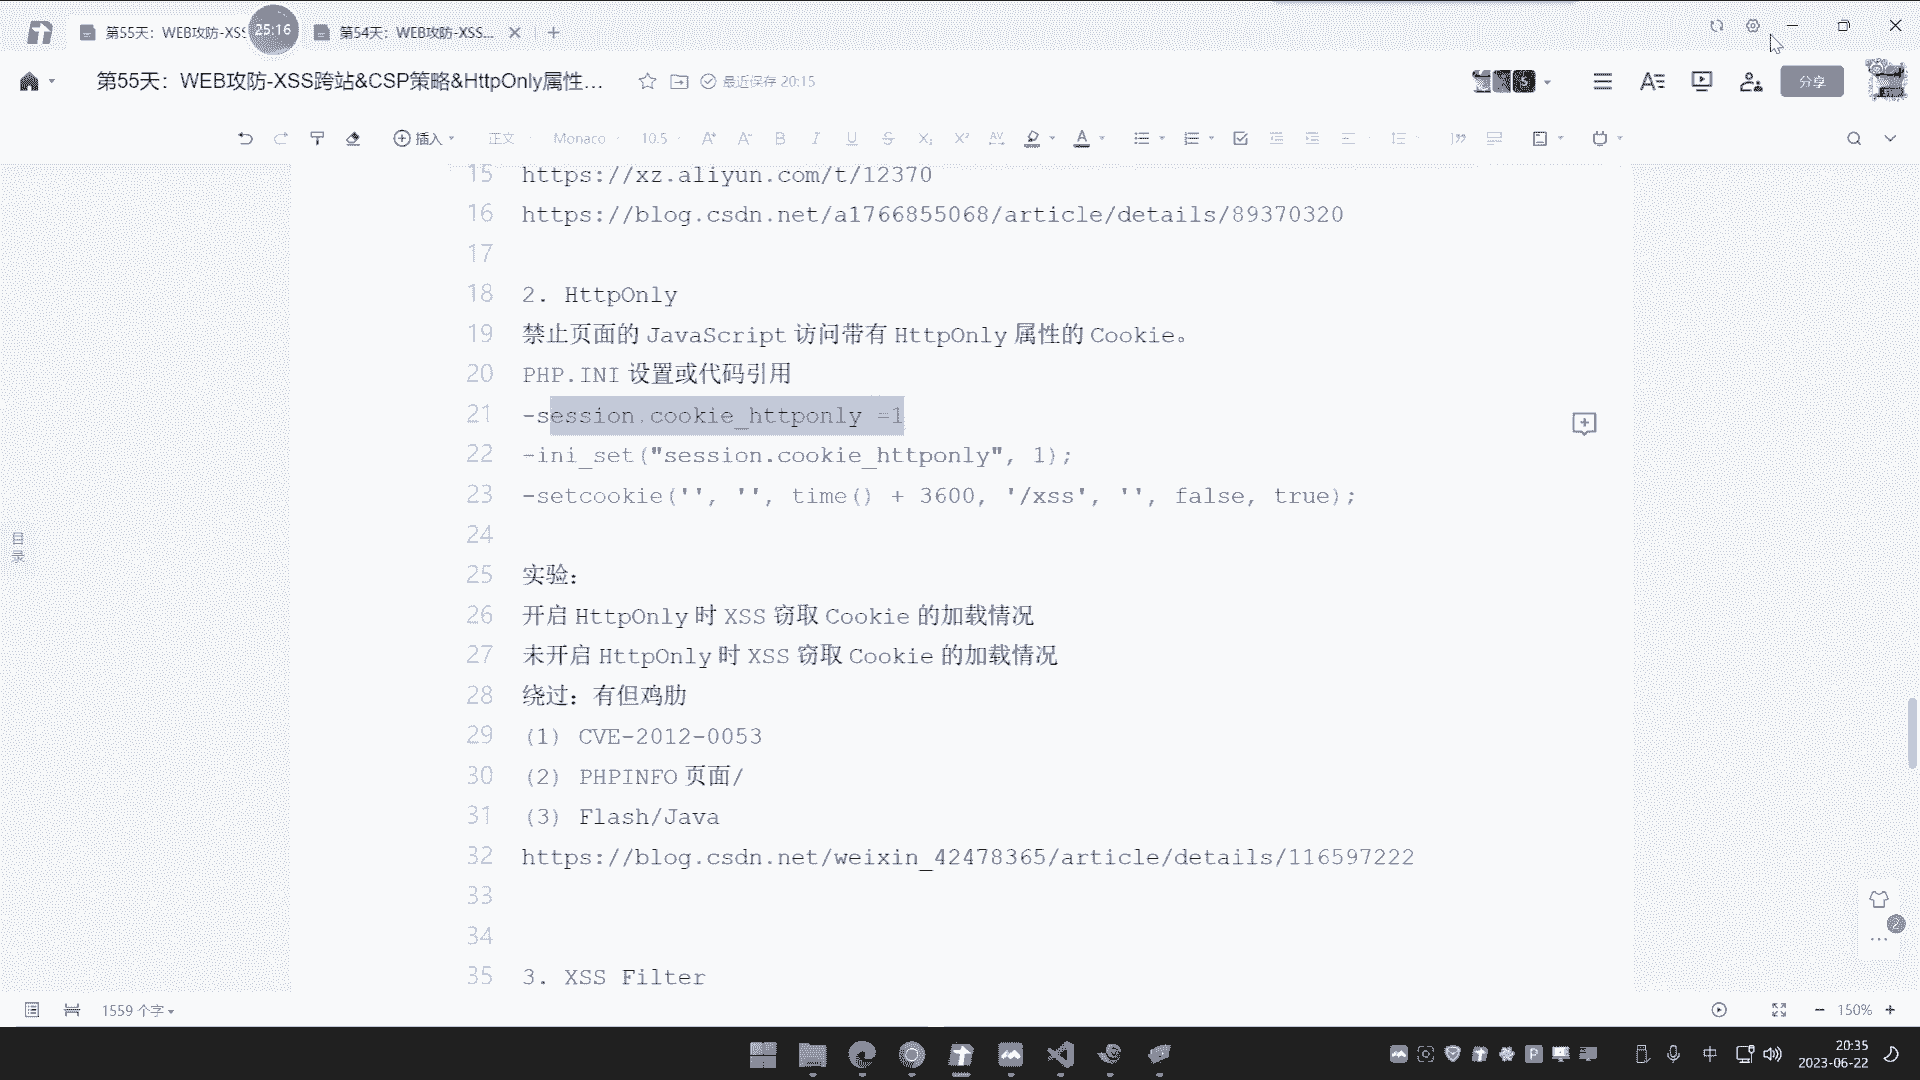 第55天：WEB攻防-XSS
25:16
第54天：WEB攻防-XSS...
第55天：WEB攻防-XSS跨站&CSP策略&HttpOnly属性...
最近保存 20:15
分享
插入
正文
Monaco
10.5
15 https://xz.aliyun.com/t/12370
16 https://blog.csdn.net/a1766855068/article/details/89370320
17
18 2. HttpOnly
19 禁止页面的 JavaScript 访问带有 HttpOnly 属性的 Cookie。
20 PHP.INI 设置或代码引用
21 -session.cookie_httponly =1
22 -ini_set("session.cookie_httponly", 1);
23 -setcookie('', '', time() + 3600, '/xss', '', false, true);
24
25 实验：
26 开启 HttpOnly 时 XSS 窃取 Cookie 的加载情况
27 未开启 HttpOnly 时 XSS 窃取 Cookie 的加载情况
28 绕过：有但鸡肋
29 (1) CVE-2012-0053
30 (2) PHPINFO 页面/
31 (3) Flash/Java
32 https://blog.csdn.net/weixin_42478365/article/details/116597222
33
34
35 3. XSS Filter
目录
2
1559 个字
150%
中
20:35
2023-06-22